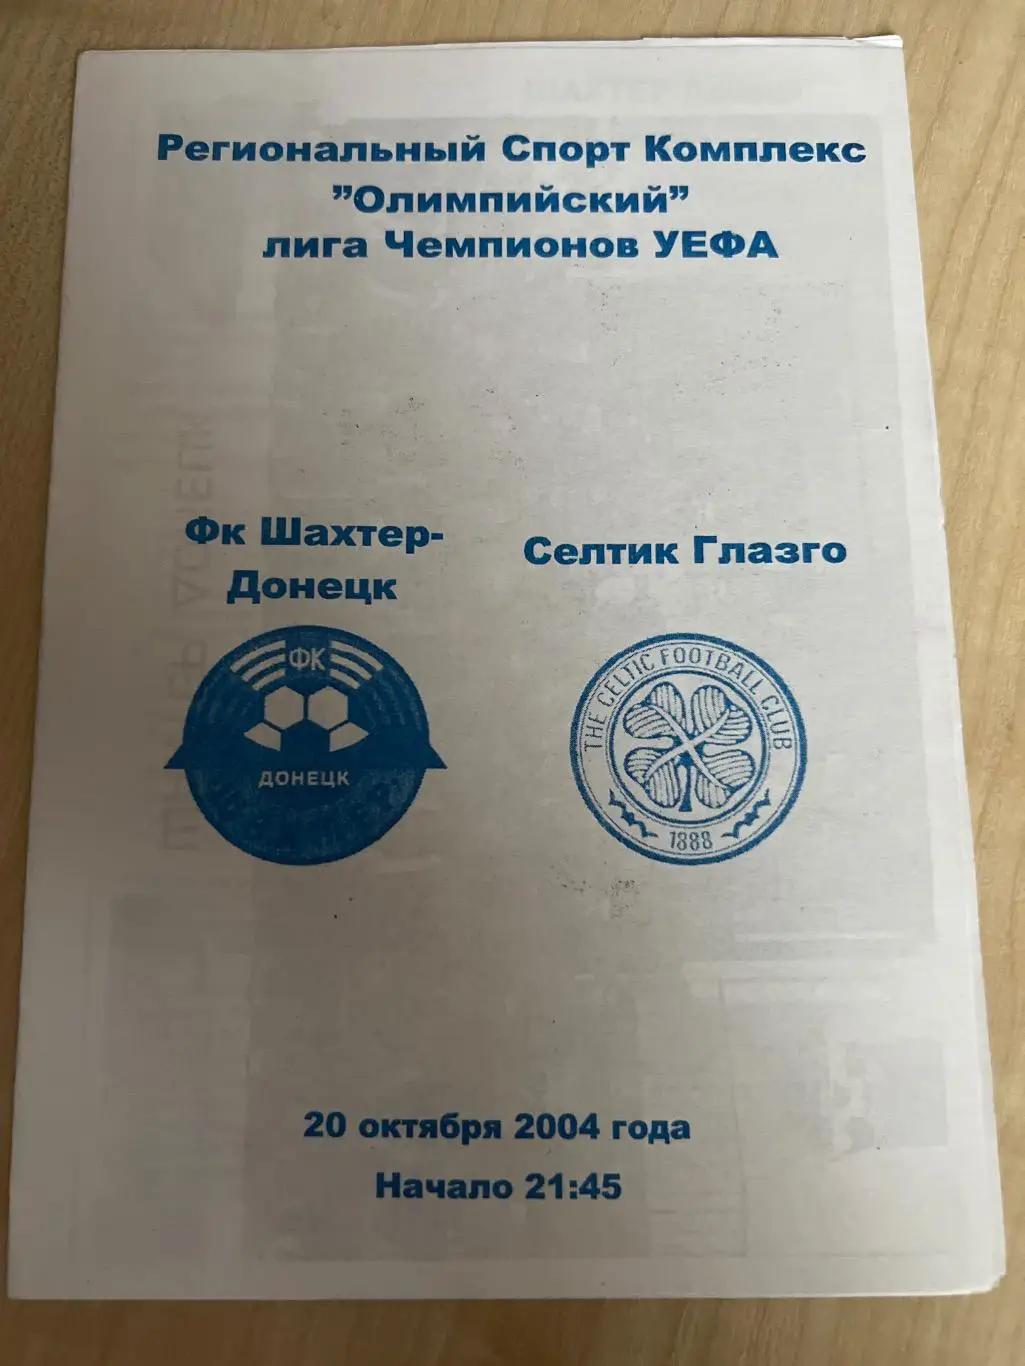 Региональный Спорт Комплекс
”Олимпийский”
лига Чемпионов УЕФА
Фк Шахтер-
Донецк
Селтик Глазго
ФК
ДОНЕЦК
THE CELTIC FOOTBALL CLUB
1888
20 октября 2004 года
Начало 21:45